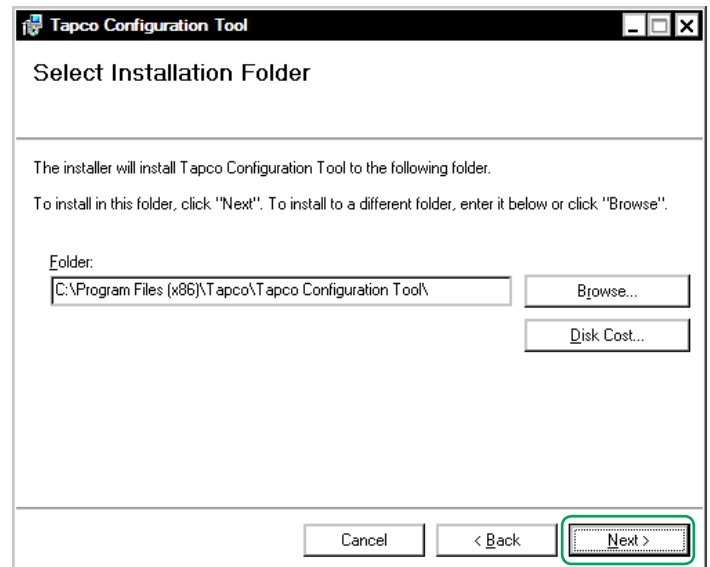 Tapco Configuration Tool
Select Installation Folder
The installer will install Tapco Configuration Tool to the following folder.
To install in this folder, click "Next". To install to a different folder, enter it below or click "Browse".
Folder:
C:\Program Files (x86)\Tapco\Tapco Configuration Tool\
Browse...
Disk Cost...
Cancel
< Back
Next >